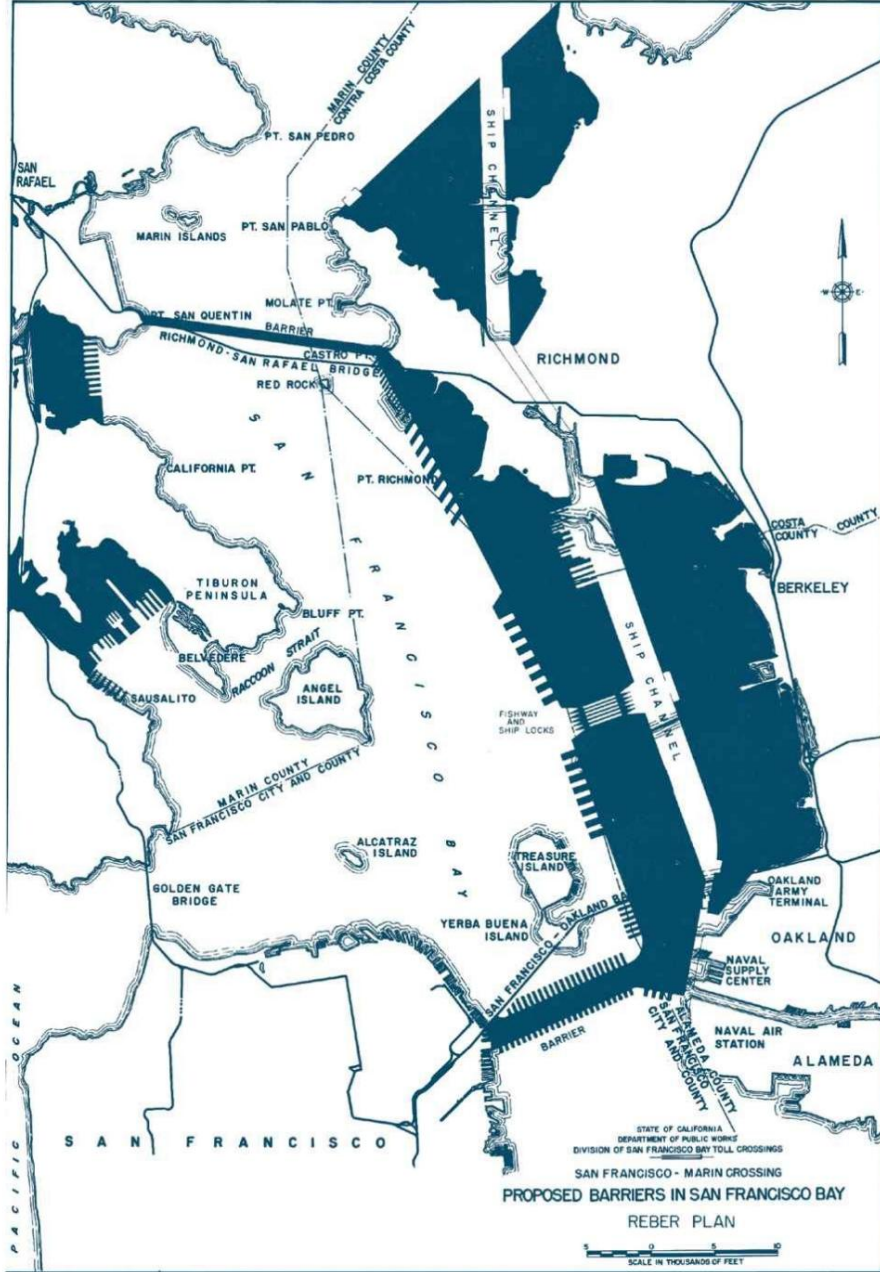 MARIN COUNTY
CONTRA COSTA COUNTY
PT. SAN PEDRO
SHIP CHANNEL
SAN
RAFAEL
MARIN ISLANDS
PT. SAN PABLO
MOLATE PT.
PT. SAN QUENTIN
BARRIER
RICHMOND-SAN RAFAEL BRIDGE
CASTRO PT.
RED ROCK
RICHMOND
W E
SAN FRANCISCO BAY
CALIFORNIA PT.
PT. RICHMOND
COSTA
COUNTY
COUNTY
TIBURON
PENINSULA
BERKELEY
BLUFF PT.
BELVEDERE
RACCOON STRAIT
SHIP CHANNEL
SAUSALITO
ANGEL
ISLAND
FISHWAY
AND
SHIP LOCKS
MARIN COUNTY
SAN FRANCISCO CITY AND COUNTY
ALCATRAZ
ISLAND
TREASURE
ISLAND
GOLDEN GATE
BRIDGE
OAKLAND
ARMY
TERMINAL
YERBA BUENA
ISLAND
SAN FRANCISCO - OAKLAND BA
OAKLAND
NAVAL
SUPPLY
CENTER
BARRIER
ALAMEDA COUNTY
SAN FRANCISCO
CITY AND COUNTY
NAVAL AIR
STATION
ALAMEDA
PACIFIC OCEAN
SAN FRANCISCO
STATE OF CALIFORNIA
DEPARTMENT OF PUBLIC WORKS
DIVISION OF SAN FRANCISCO BAY TOLL CROSSINGS
SAN FRANCISCO - MARIN CROSSING
PROPOSED BARRIERS IN SAN FRANCISCO BAY
REBER PLAN
5 0 5 10
SCALE IN THOUSANDS OF FEET